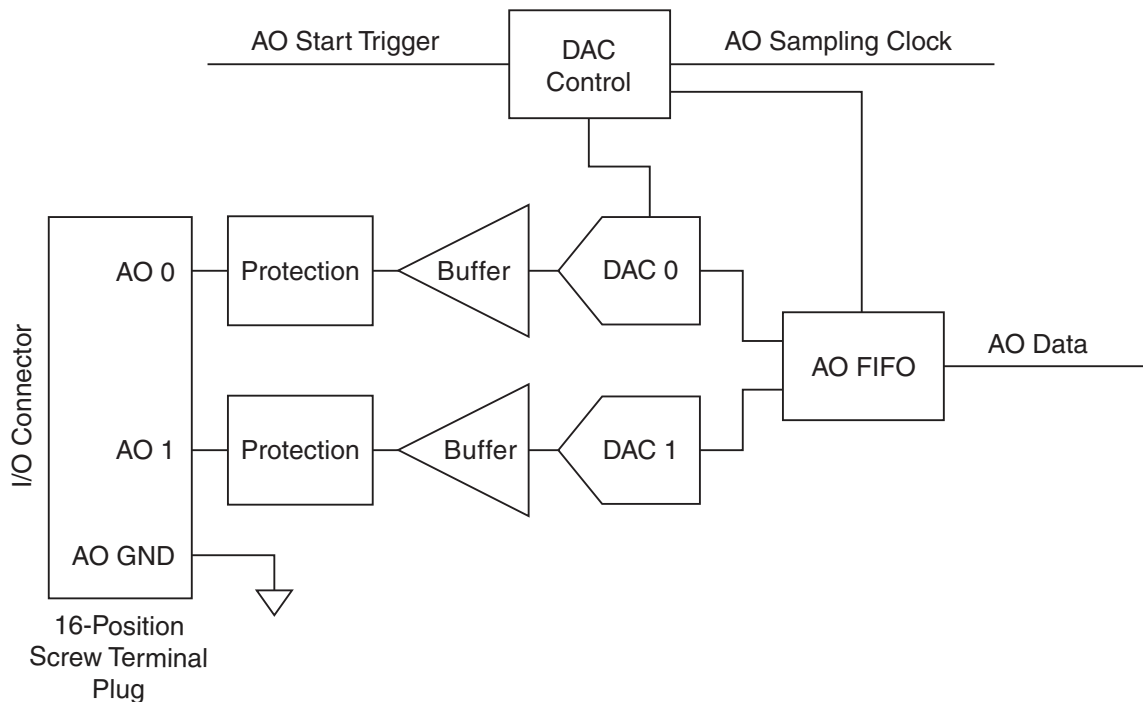 AO Start Trigger
DAC
Control
AO Sampling Clock
AO 0
Protection
Buffer
DAC 0
AO FIFO
AO Data
I/O Connector
AO 1
Protection
Buffer
DAC 1
AO GND
16-Position
Screw Terminal
Plug